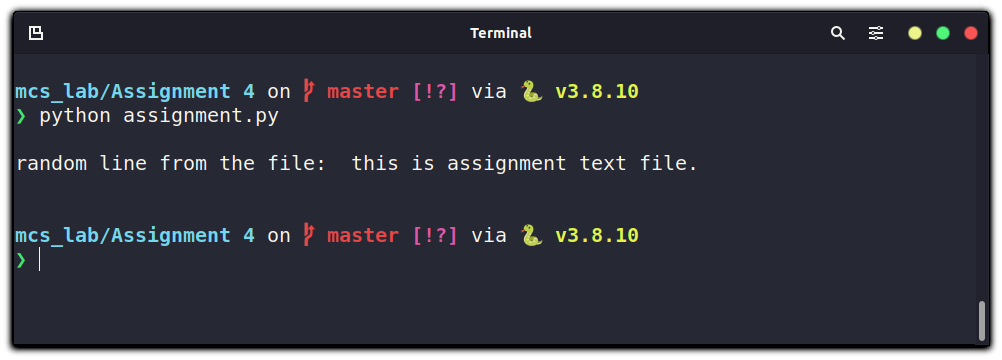 Terminal
mcs_lab/Assignment 4 on master [!?] via 🐍 v3.8.10
❯ python assignment.py
random line from the file:  this is assignment text file.
mcs_lab/Assignment 4 on master [!?] via 🐍 v3.8.10
❯